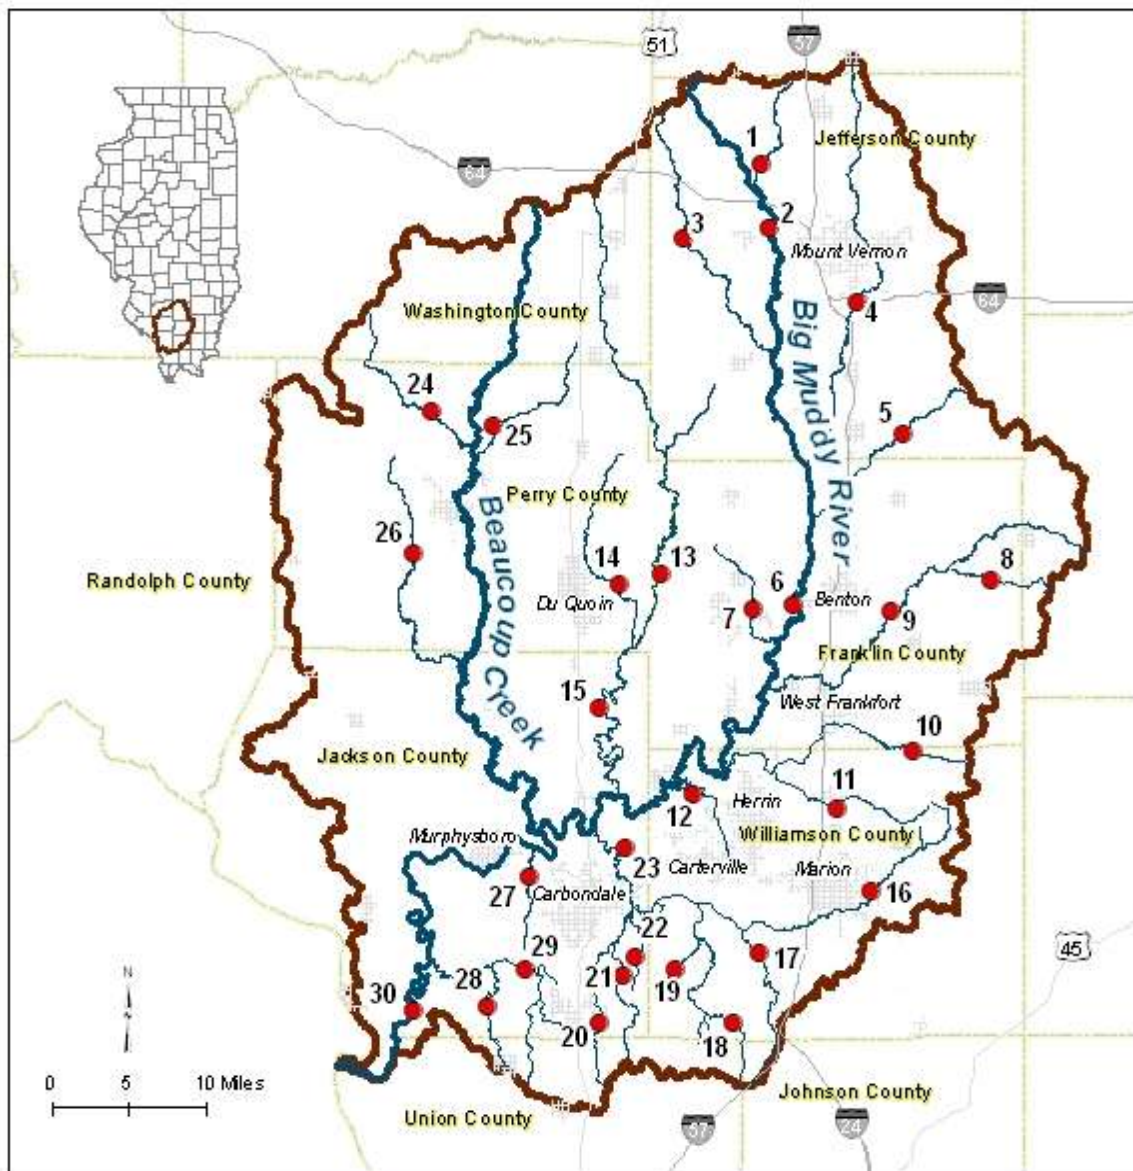 51
57
Jefferson County
1
64
2
3
Mount Vernon
64
4
Washington County
Big Muddy River
24
5
25
Perry County
Beaucoup Creek
26
14
13
8
Randolph County
Du Quoin
6
7
Benton
9
Franklin County
15
West Frankfort
10
Jackson County
11
12
Herrin
Murphysboro
Williamson County
23
Carterville
Marion
27
Carbondale
16
22
29
17
45
21
19
N
28
30
20
18
0 5 10 Miles
Johnson County
Union County
57
24